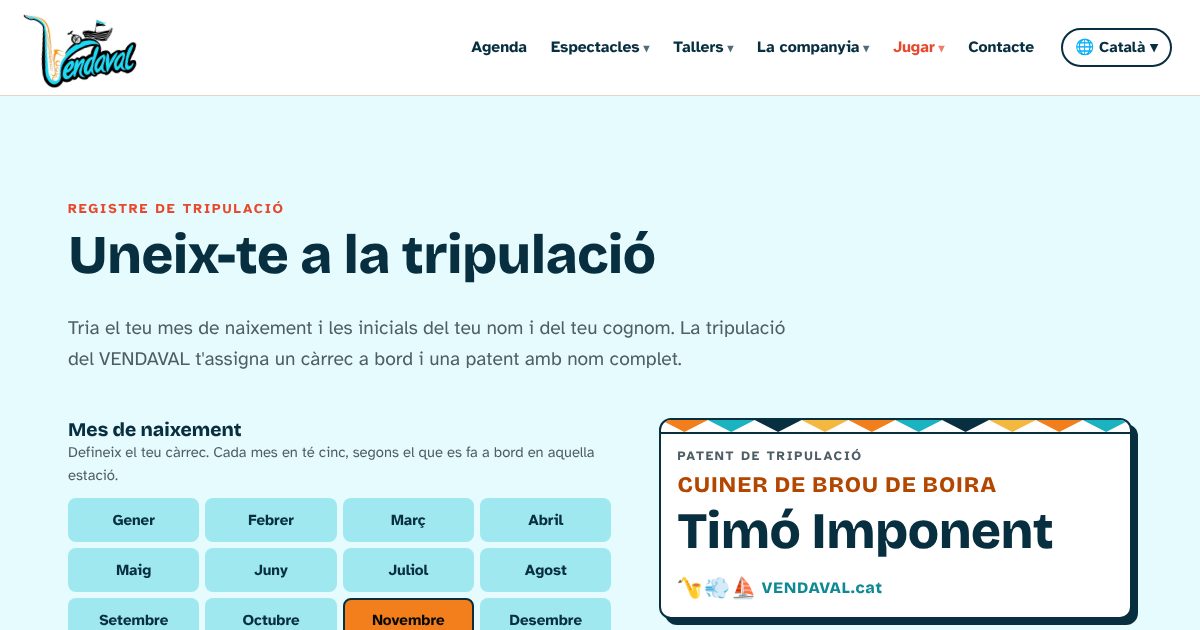 Vendaval
Agenda
Espectacles ▾
Tallers ▾
La companyia ▾
Jugar ▾
Contacte
🌐 Català ▾
REGISTRE DE TRIPULACIÓ
Uneix-te a la tripulació
Tria el teu mes de naixement i les inicials del teu nom i del teu cognom. La tripulació
del VENDAVAL t'assigna un càrrec a bord i una patent amb nom complet.
Mes de naixement
Defineix el teu càrrec. Cada mes en té cinc, segons el que es fa a bord en aquella
estació.
Gener
Febrer
Març
Abril
Maig
Juny
Juliol
Agost
Setembre
Octubre
Novembre
Desembre
PATENT DE TRIPULACIÓ
CUINER DE BROU DE BOIRA
Timó Imponent
🎷💨⛵ VENDAVAL.cat